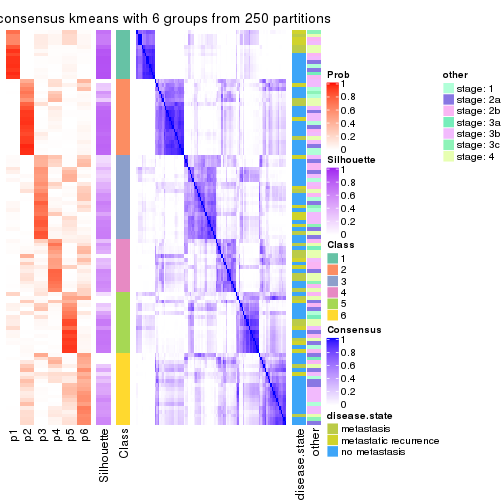 consensus kmeans with 6 groups from 250 partitions
Prob
1
0.8
0.6
0.4
0.2
0
Silhouette
1
0.8
0.6
0.4
0.2
0
Class
1
2
3
4
5
6
Consensus
1
0.8
0.6
0.4
0.2
0
disease.state
metastasis
metastatic recurrence
no metastasis
other
stage: 1
stage: 2a
stage: 2b
stage: 3a
stage: 3b
stage: 3c
stage: 4
p1
p2
p3
p4
p5
p6
Silhouette
Class
disease.state
other